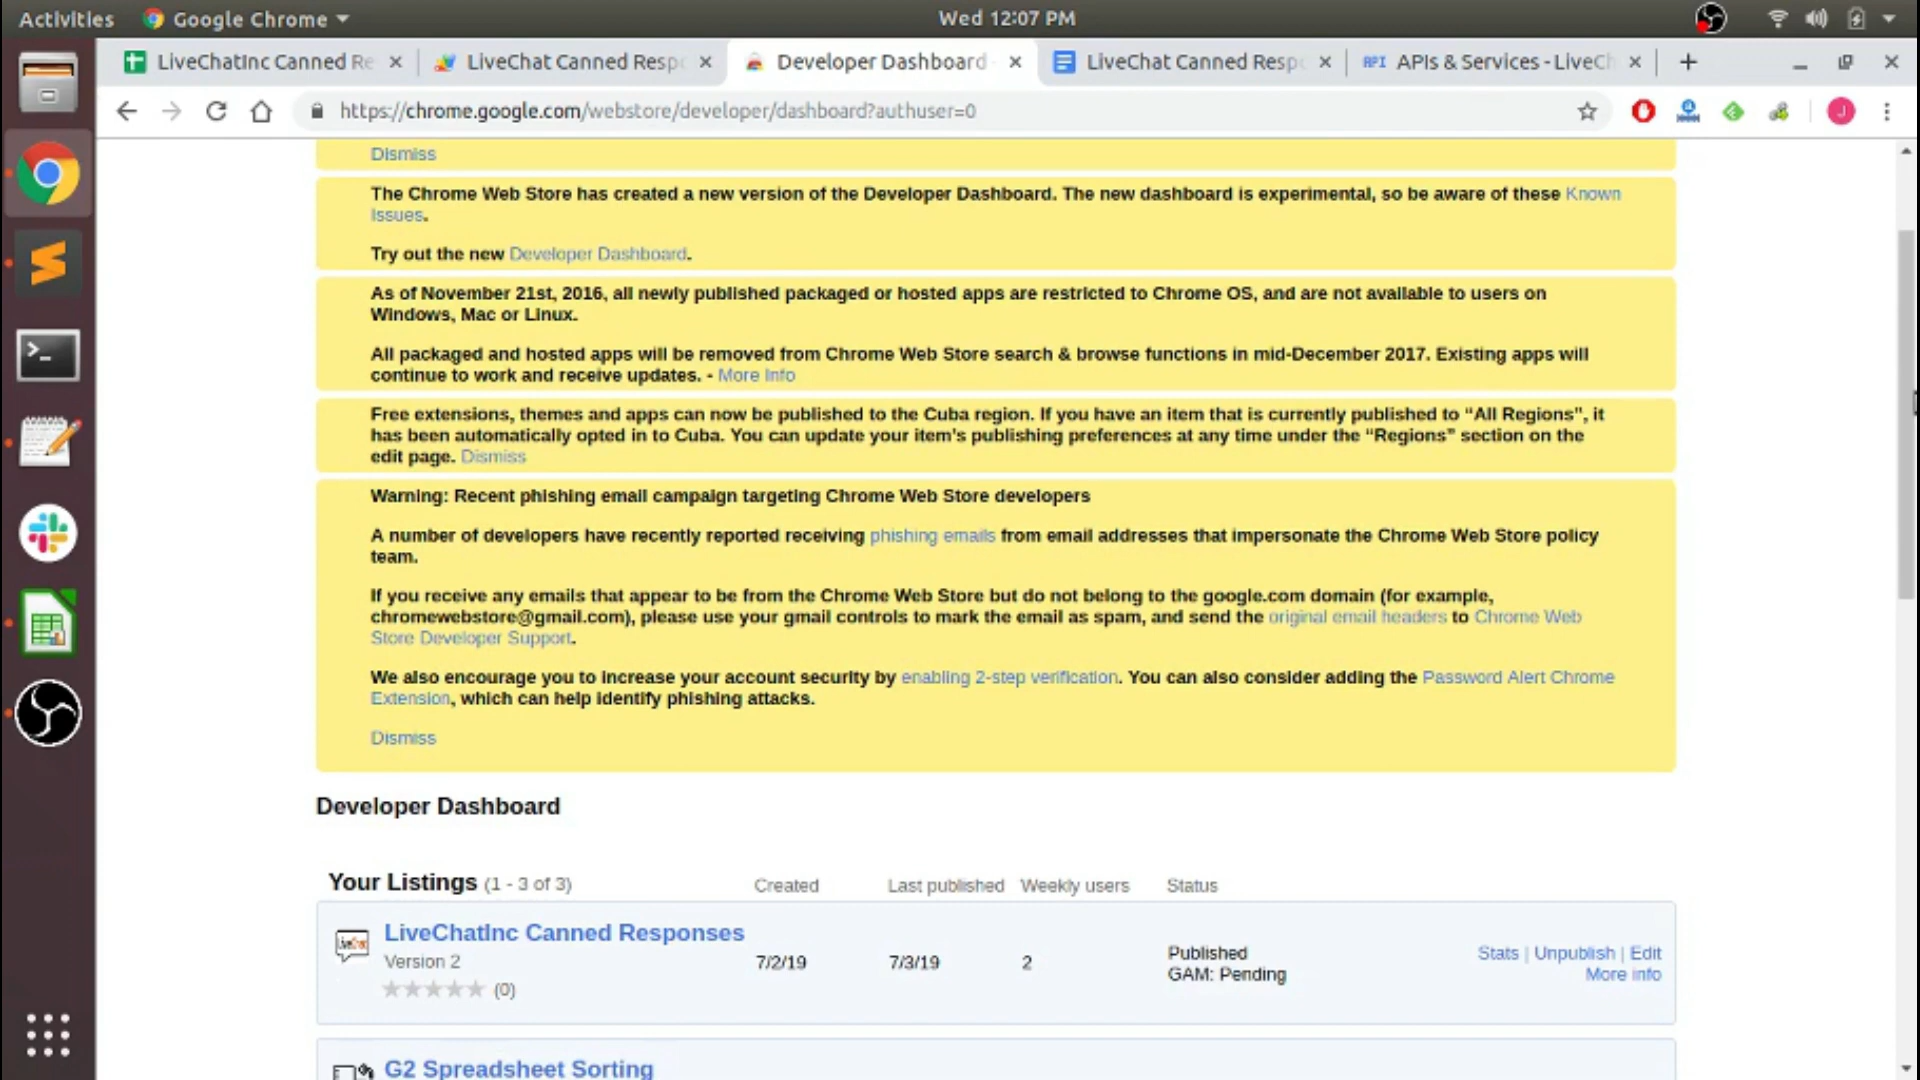 Activities Google Chrome Wed 12:07 PM
LiveChatInc Canned Re LiveChat Canned Resp Developer Dashboard LiveChat Canned Resp API APIs & Services - LiveCh
https://chrome.google.com/webstore/developer/dashboard?authuser=0 J
Dismiss
The Chrome Web Store has created a new version of the Developer Dashboard. The new dashboard is experimental, so be aware of these Known
Issues.
Try out the new Developer Dashboard.
As of November 21st, 2016, all newly published packaged or hosted apps are restricted to Chrome OS, and are not available to users on
Windows, Mac or Linux.
All packaged and hosted apps will be removed from Chrome Web Store search & browse functions in mid-December 2017. Existing apps will
continue to work and receive updates. - More Info
Free extensions, themes and apps can now be published to the Cuba region. If you have an item that is currently published to “All Regions”, it
has been automatically opted in to Cuba. You can update your item's publishing preferences at any time under the “Regions” section on the
edit page. Dismiss
Warning: Recent phishing email campaign targeting Chrome Web Store developers
A number of developers have recently reported receiving phishing emails from email addresses that impersonate the Chrome Web Store policy
team.
If you receive any emails that appear to be from the Chrome Web Store but do not belong to the google.com domain (for example,
chromewebstore@gmail.com), please use your gmail controls to mark the email as spam, and send the original email headers to Chrome Web
Store Developer Support.
We also encourage you to increase your account security by enabling 2-step verification. You can also consider adding the Password Alert Chrome
Extension, which can help identify phishing attacks.
Dismiss
Developer Dashboard
Your Listings (1 - 3 of 3) Created Last published Weekly users Status
LiveChatInc Canned Responses
Version 2 7/2/19 7/3/19 2 Published Stats | Unpublish | Edit
GAM: Pending More info
(0)
G2 Spreadsheet Sorting